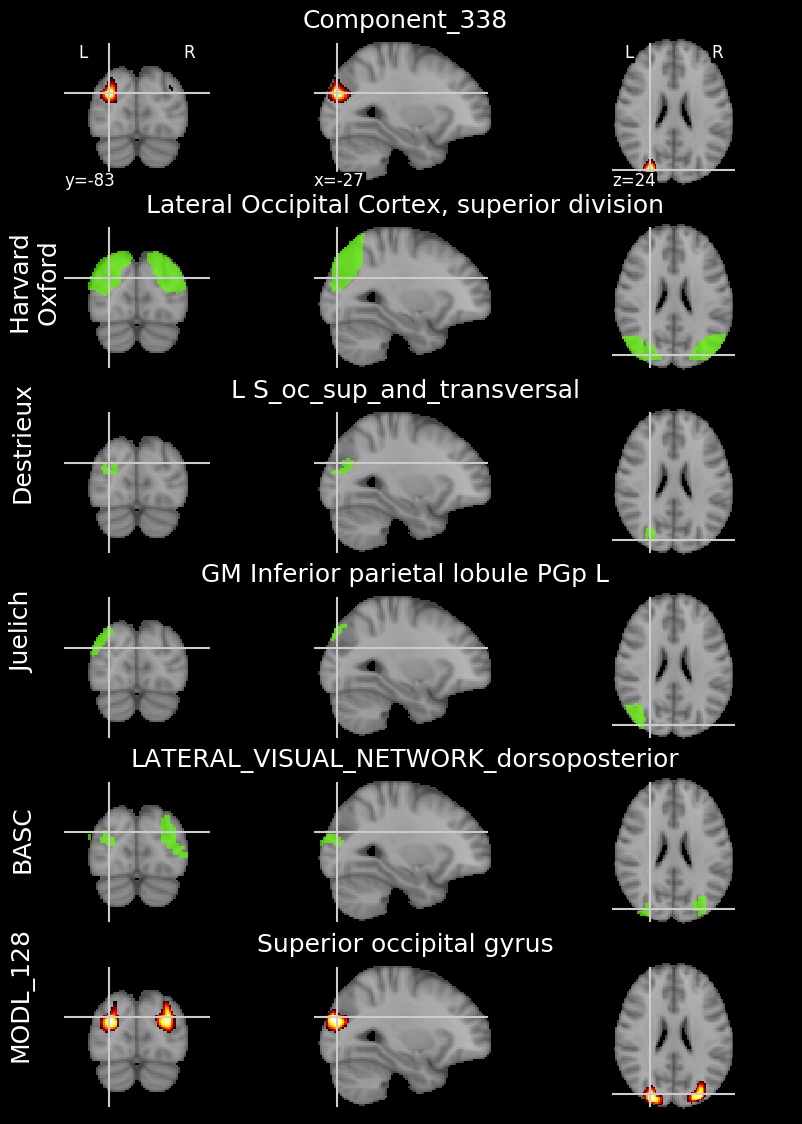 Component_338
L R
L R
y=-83
x=-27
z=24
Lateral Occipital Cortex, superior division
Harvard
Oxford
L S_oc_sup_and_transversal
Destrieux
GM Inferior parietal lobule PGp L
Juelich
LATERAL_VISUAL_NETWORK_dorsoposterior
BASC
Superior occipital gyrus
MODL_128